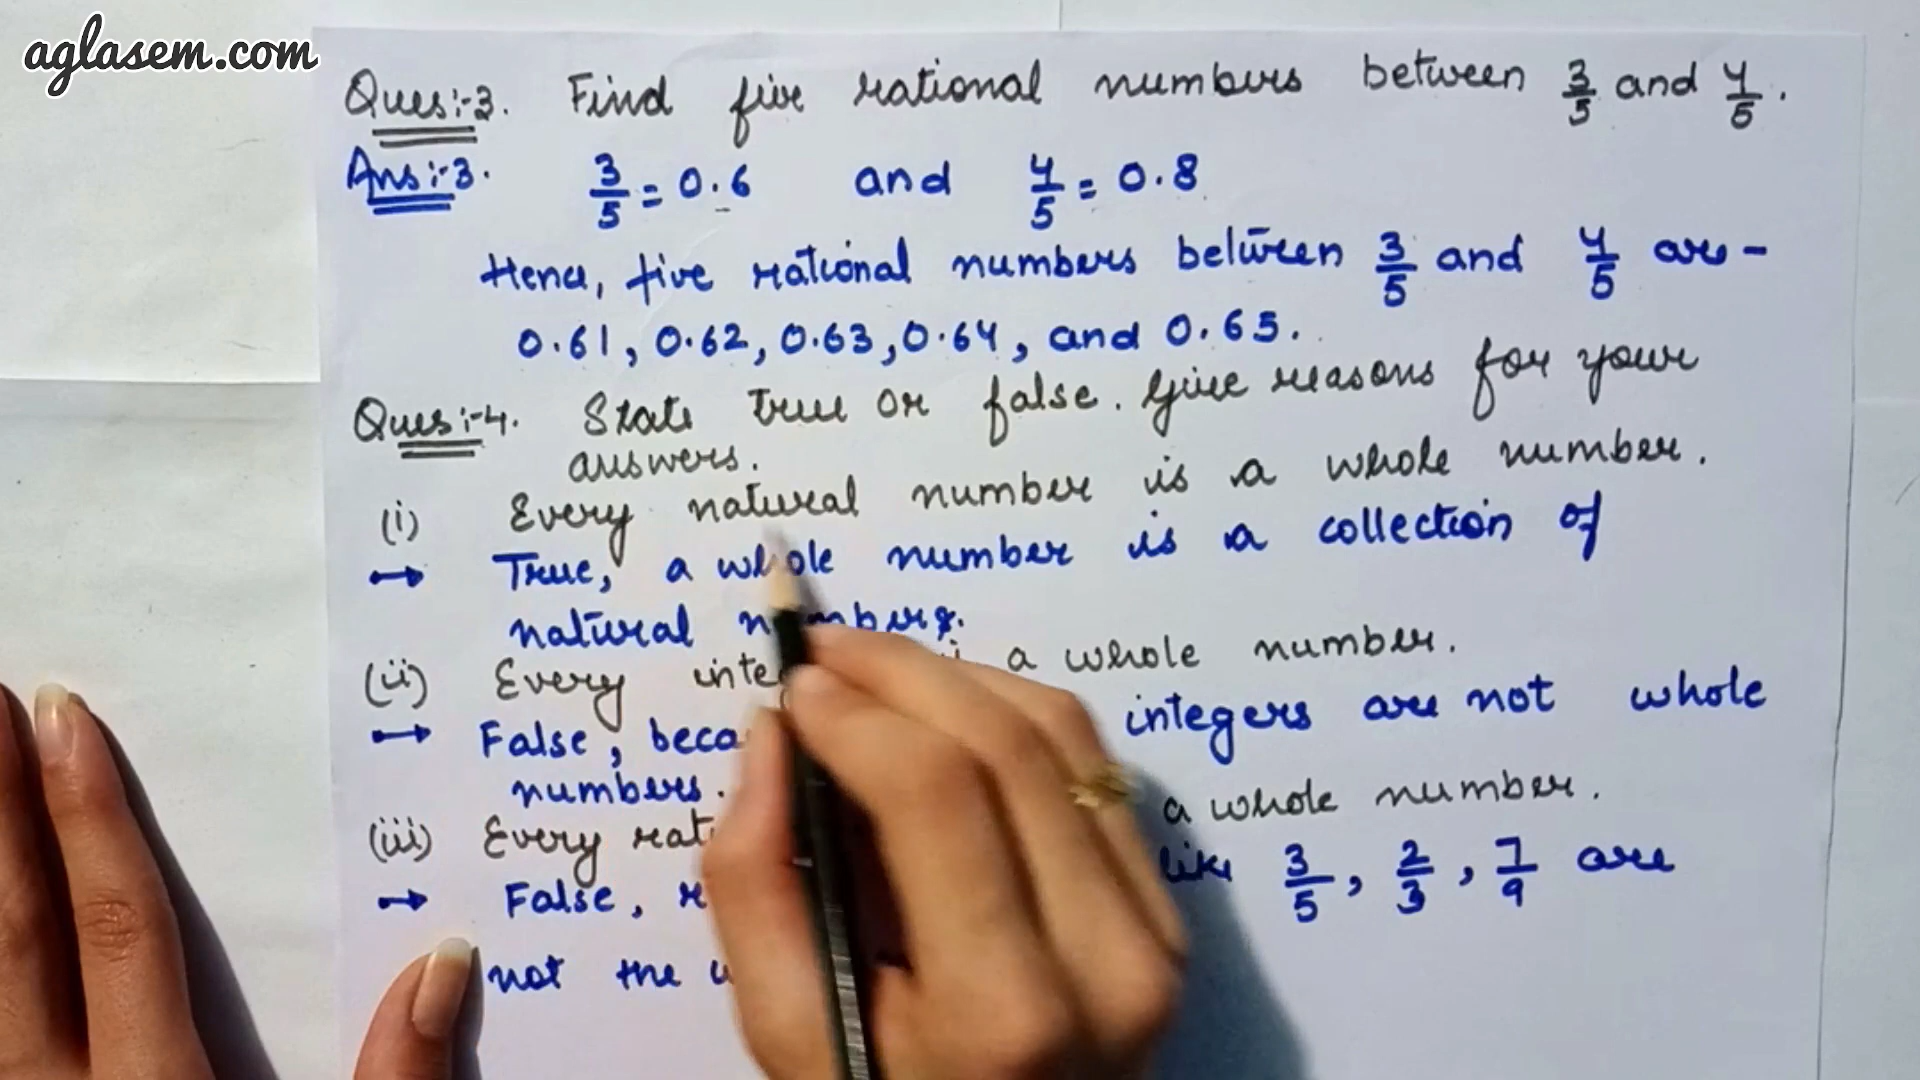 aglasem.com
Ques:-3. Find five rational numbers between 3/5 and 4/5.
Ans:-3. 3/5 = 0.6 and 4/5 = 0.8
Hence, five rational numbers between 3/5 and 4/5 are-
0.61, 0.62, 0.63, 0.64, and 0.65.
Ques:-4. State true or false. Give reasons for your
answers.
(i) Every natural number is a whole number.
→ True, a whole number is a collection of
natural numbers.
(ii) Every a whole number.
→ False, integers are not whole
numbers.
(iii) Every a whole number.
→ False, like 3/5, 2/3, 7/9 are
not the